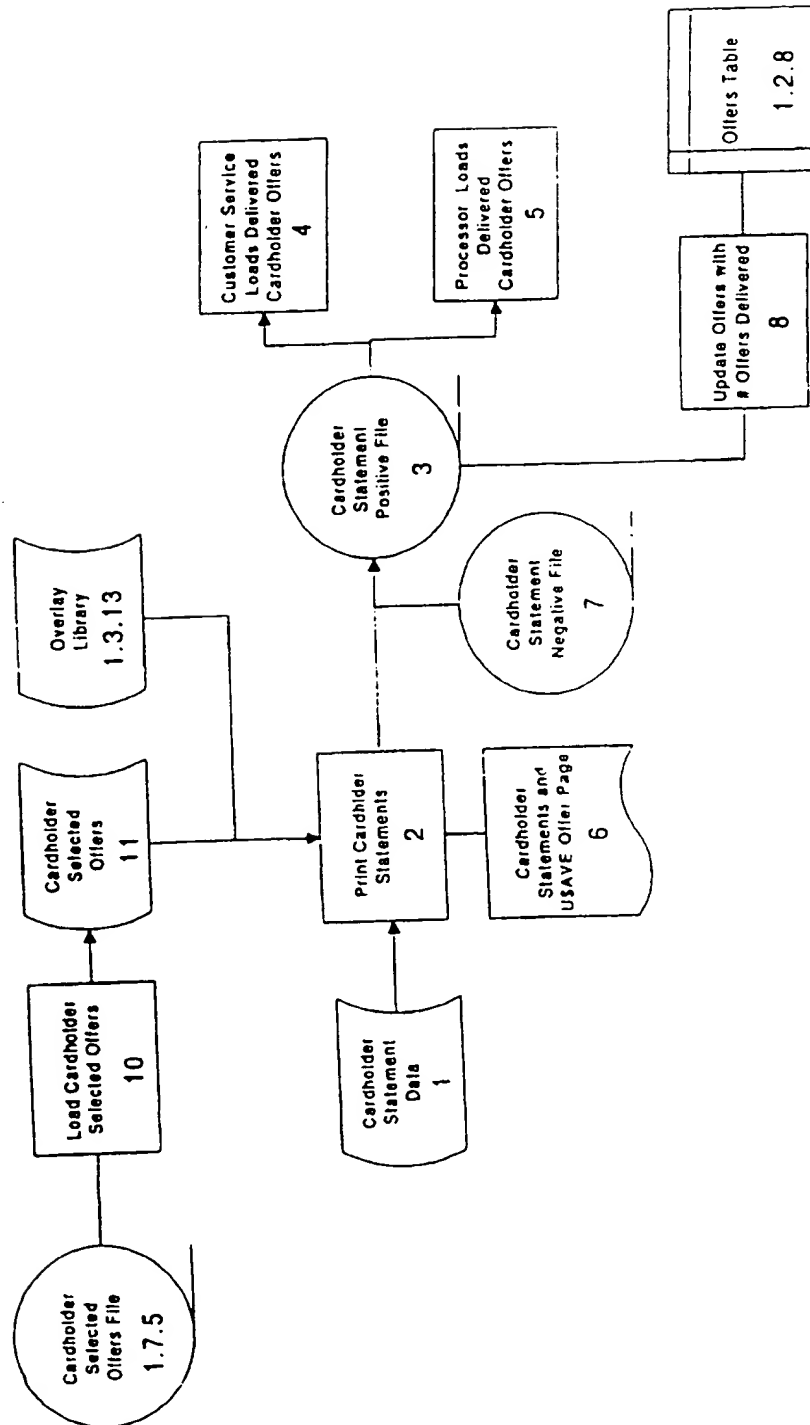 Cardholder
Selected
Offers File
1.7.5
Load Cardholder
Selected Offers
10
Cardholder
Selected
Offers
11
Overlay
Library
1.3.13
Cardholder
Statement
Data
1
Print Cardhlder
Statements
2
Cardholder
Statements and
U$AVE Offer Page
6
Cardholder
Statement
Positive File
3
Cardholder
Statement
Negative File
7
Customer Service
Loads Delivered
Cardholder Offers
4
Processor Loads
Delivered
Cardholder Offers
5
Update Offers with
# Offers Delivered
8
Offers Table
1.2.8